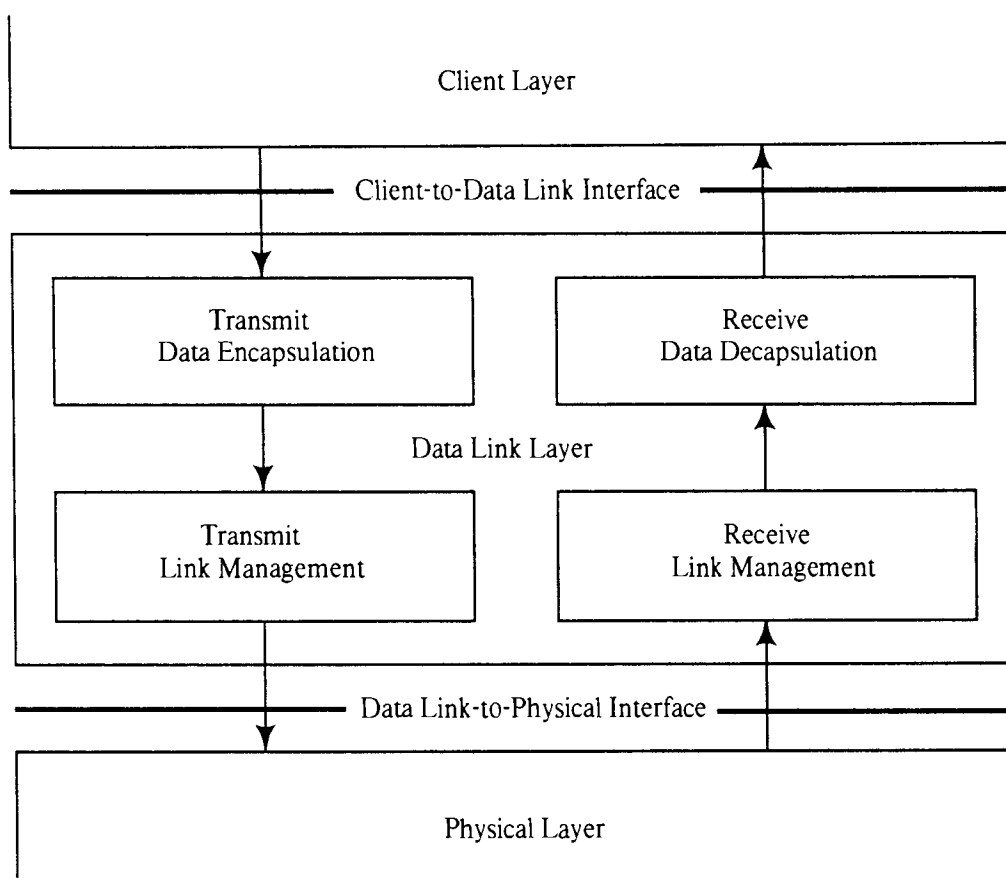 Client Layer
Client-to-Data Link Interface
Transmit
Data Encapsulation
Receive
Data Decapsulation
Data Link Layer
Transmit
Link Management
Receive
Link Management
Data Link-to-Physical Interface
Physical Layer